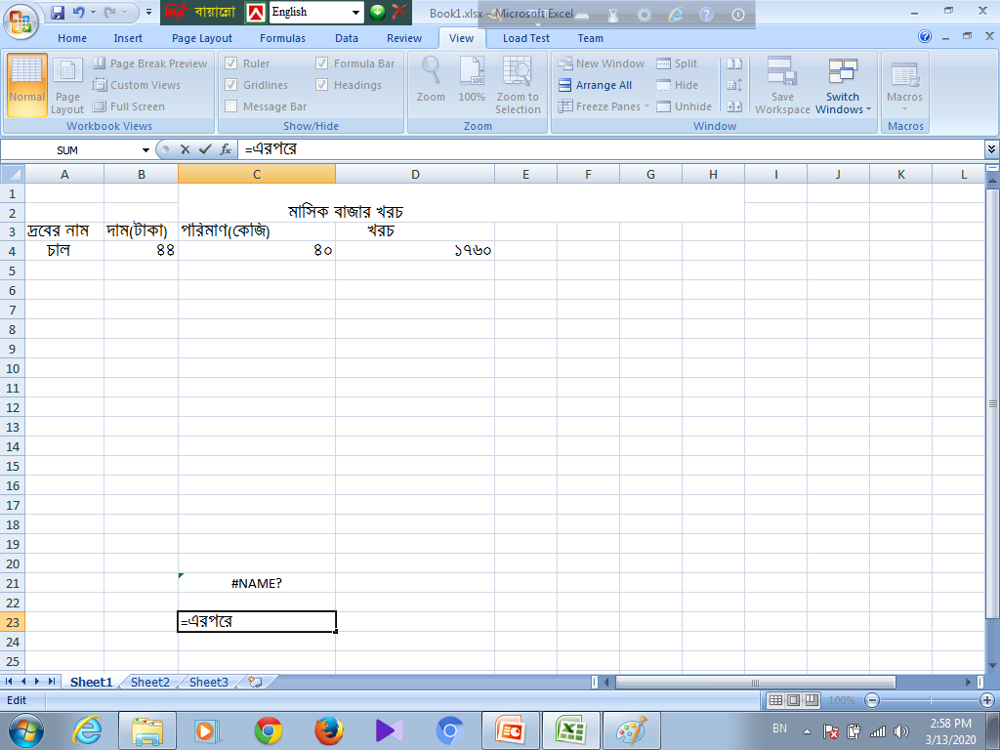 বায়ান্নো English Book1.xlsx - Microsoft Excel
Home Insert Page Layout Formulas Data Review View Load Test Team
Normal Page Layout Page Break Preview Custom Views Full Screen
Ruler Formula Bar Gridlines Headings Message Bar
Zoom 100% Zoom to Selection
New Window Arrange All Freeze Panes Split Hide Unhide Save Workspace Switch Windows
Macros
Workbook Views Show/Hide Zoom Window Macros
SUM fx =এরপরে
A B C D E F G H I J K L
1
2 মাসিক বাজার খরচ
3 দ্রবের নাম দাম(টাকা) পরিমাণ(কেজি) খরচ
4 চাল ৪৪ ৪০ ১৭৬০
5
6
7
8
9
10
11
12
13
14
15
16
17
18
19
20
21 #NAME?
22
23 =এরপরে
24
25
Sheet1 Sheet2 Sheet3
Edit 100%
BN 2:58 PM
3/13/2020